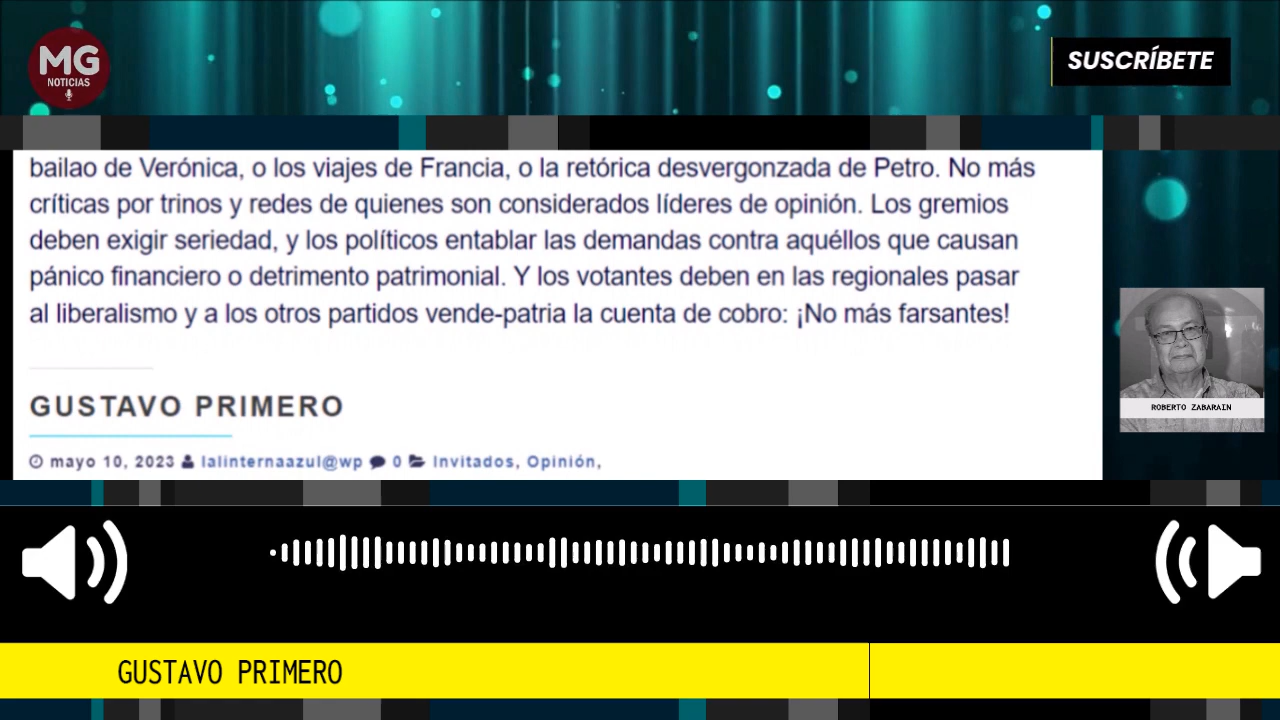 MG
NOTICIAS
SUSCRÍBETE
bailao de Verónica, o los viajes de Francia, o la retórica desvergonzada de Petro. No más
críticas por trinos y redes de quienes son considerados líderes de opinión. Los gremios
deben exigir seriedad, y los políticos entablar las demandas contra aquéllos que causan
pánico financiero o detrimento patrimonial. Y los votantes deben en las regionales pasar
al liberalismo y a los otros partidos vende-patria la cuenta de cobro: ¡No más farsantes!
GUSTAVO PRIMERO
mayo 10, 2023 lalinternaazul@wp 0 Invitados, Opinión,
ROBERTO ZABARAIN
GUSTAVO PRIMERO